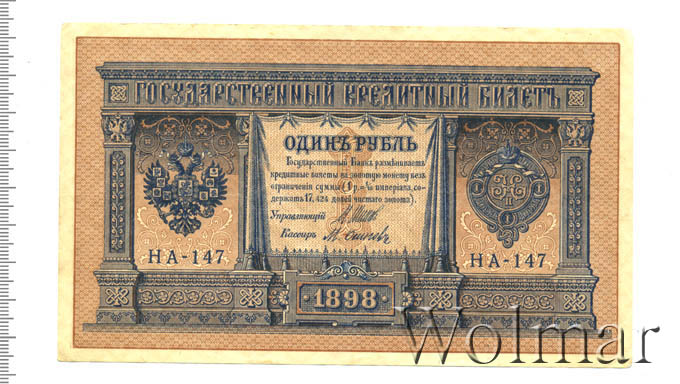 ГОСУДАРСТВЕННЫЙ КРЕДИТНЫЙ БИЛЕТЪ
ОДИНЪ РУБЛЬ
Государственный Банкъ размѣниваетъ
кредитные билеты на золотую монету безъ
ограниченія суммы (1 р. = 1/15 имперіала, со-
держитъ 17,424 долей чистаго золота).
Управляющій
Кассиръ
НА-147
НА-147
1898
Wolmar